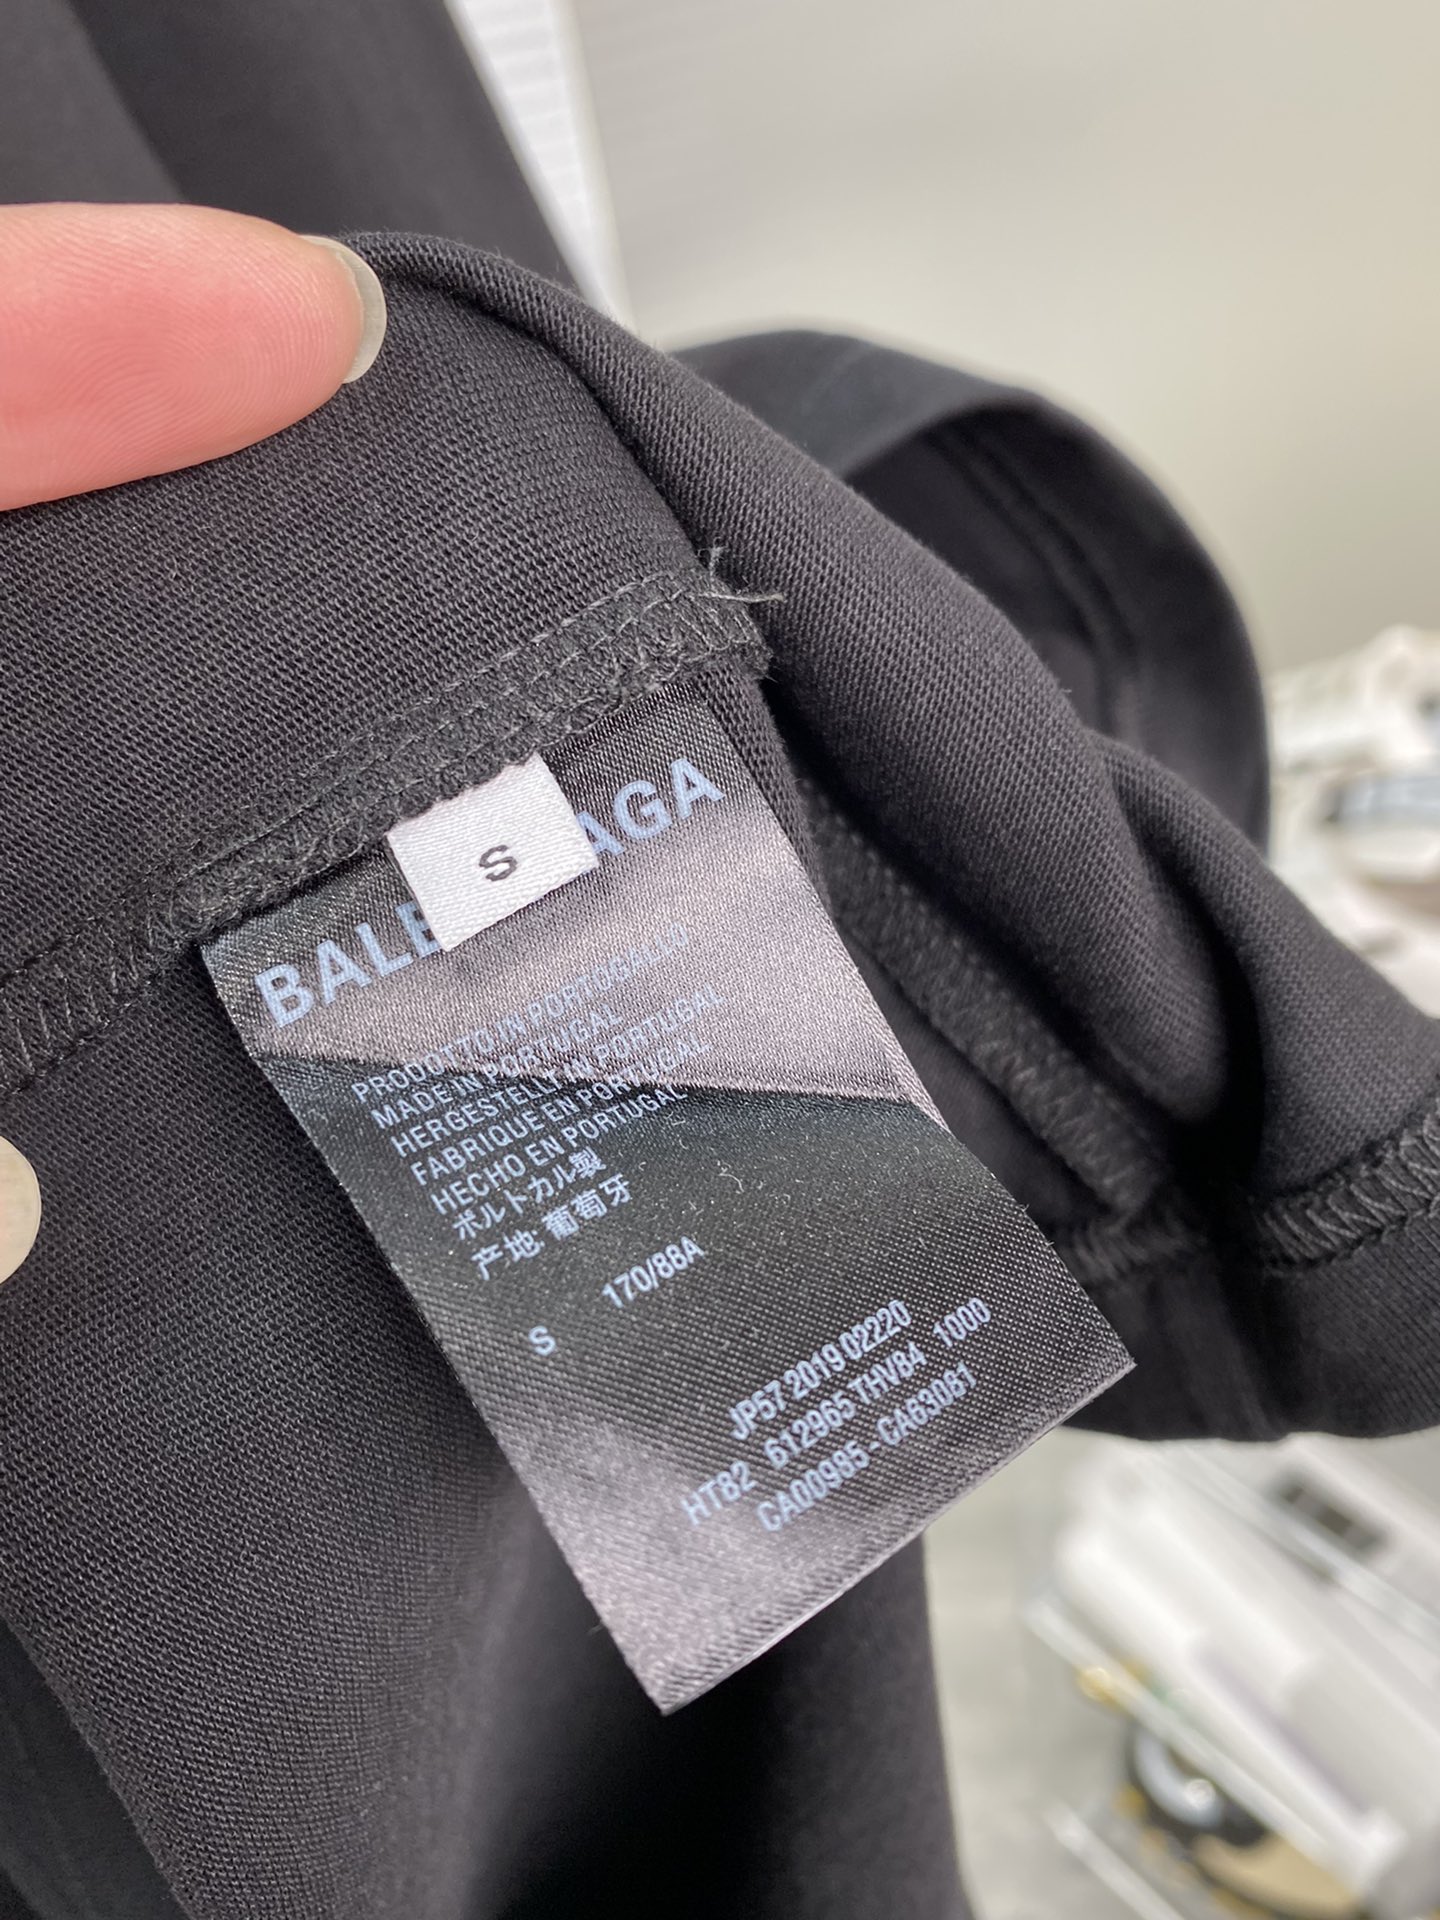 S
BALE AGA
PRODOTTO IN PORTOGALLO
MADE IN PORTUGAL
HERGESTELLT IN PORTUGAL
FABRIQUE EN PORTUGAL
HECHO EN PORTUGAL
ポルトガル製
产地: 葡萄牙
S 170/88A
JP57 2019 02220
HT82 612965 THV84 1000
CA00985 - CA63061